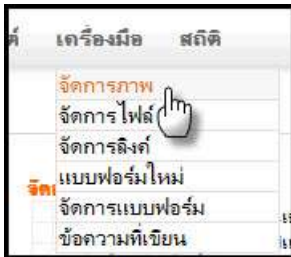 เครื่องมือ สถิติ
จัดการภาพ
จัดการไฟล์
จัดการลิงค์
แบบฟอร์มใหม่
จัดการแบบฟอร์ม
ข้อความที่เขียน